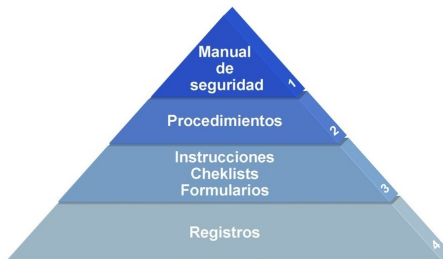 Manual
de
seguridad
1
Procedimientos
2
Instrucciones
Cheklists
Formularios
3
Registros
4